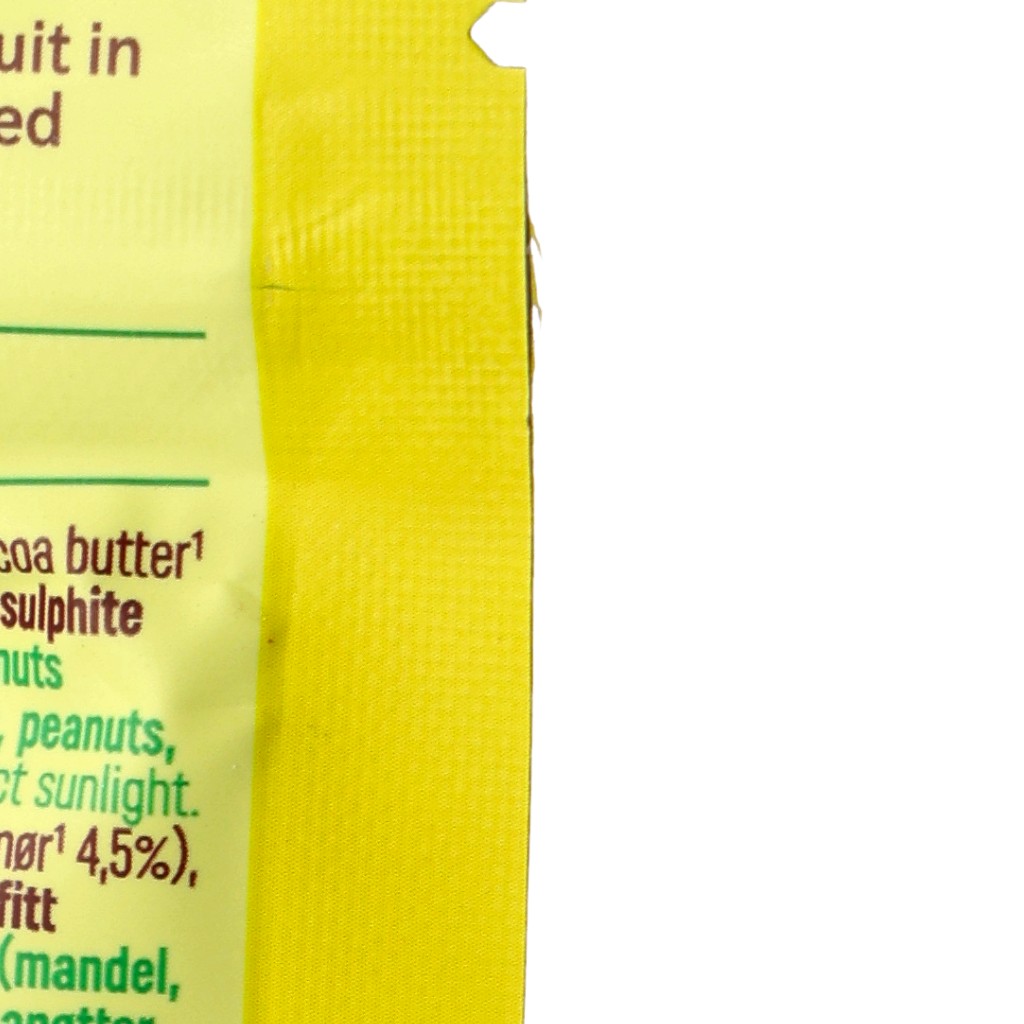 uit in
ed
coa butter¹
sulphite
nuts
, peanuts,
ct sunlight.
nør¹ 4,5%),
fitt
(mandel,